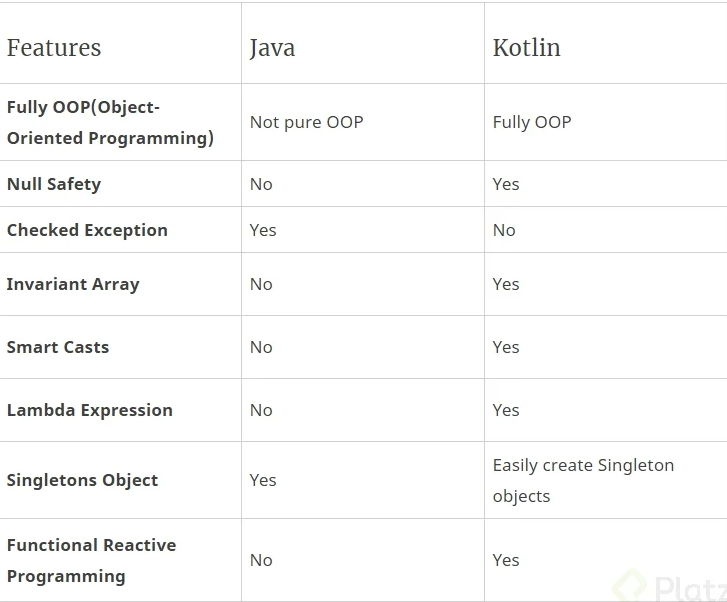 Features Java Kotlin
Fully OOP(Object-
Oriented Programming) Not pure OOP Fully OOP
Null Safety No Yes
Checked Exception Yes No
Invariant Array No Yes
Smart Casts No Yes
Lambda Expression No Yes
Singletons Object Yes Easily create Singleton
objects
Functional Reactive
Programming No Yes
Platz